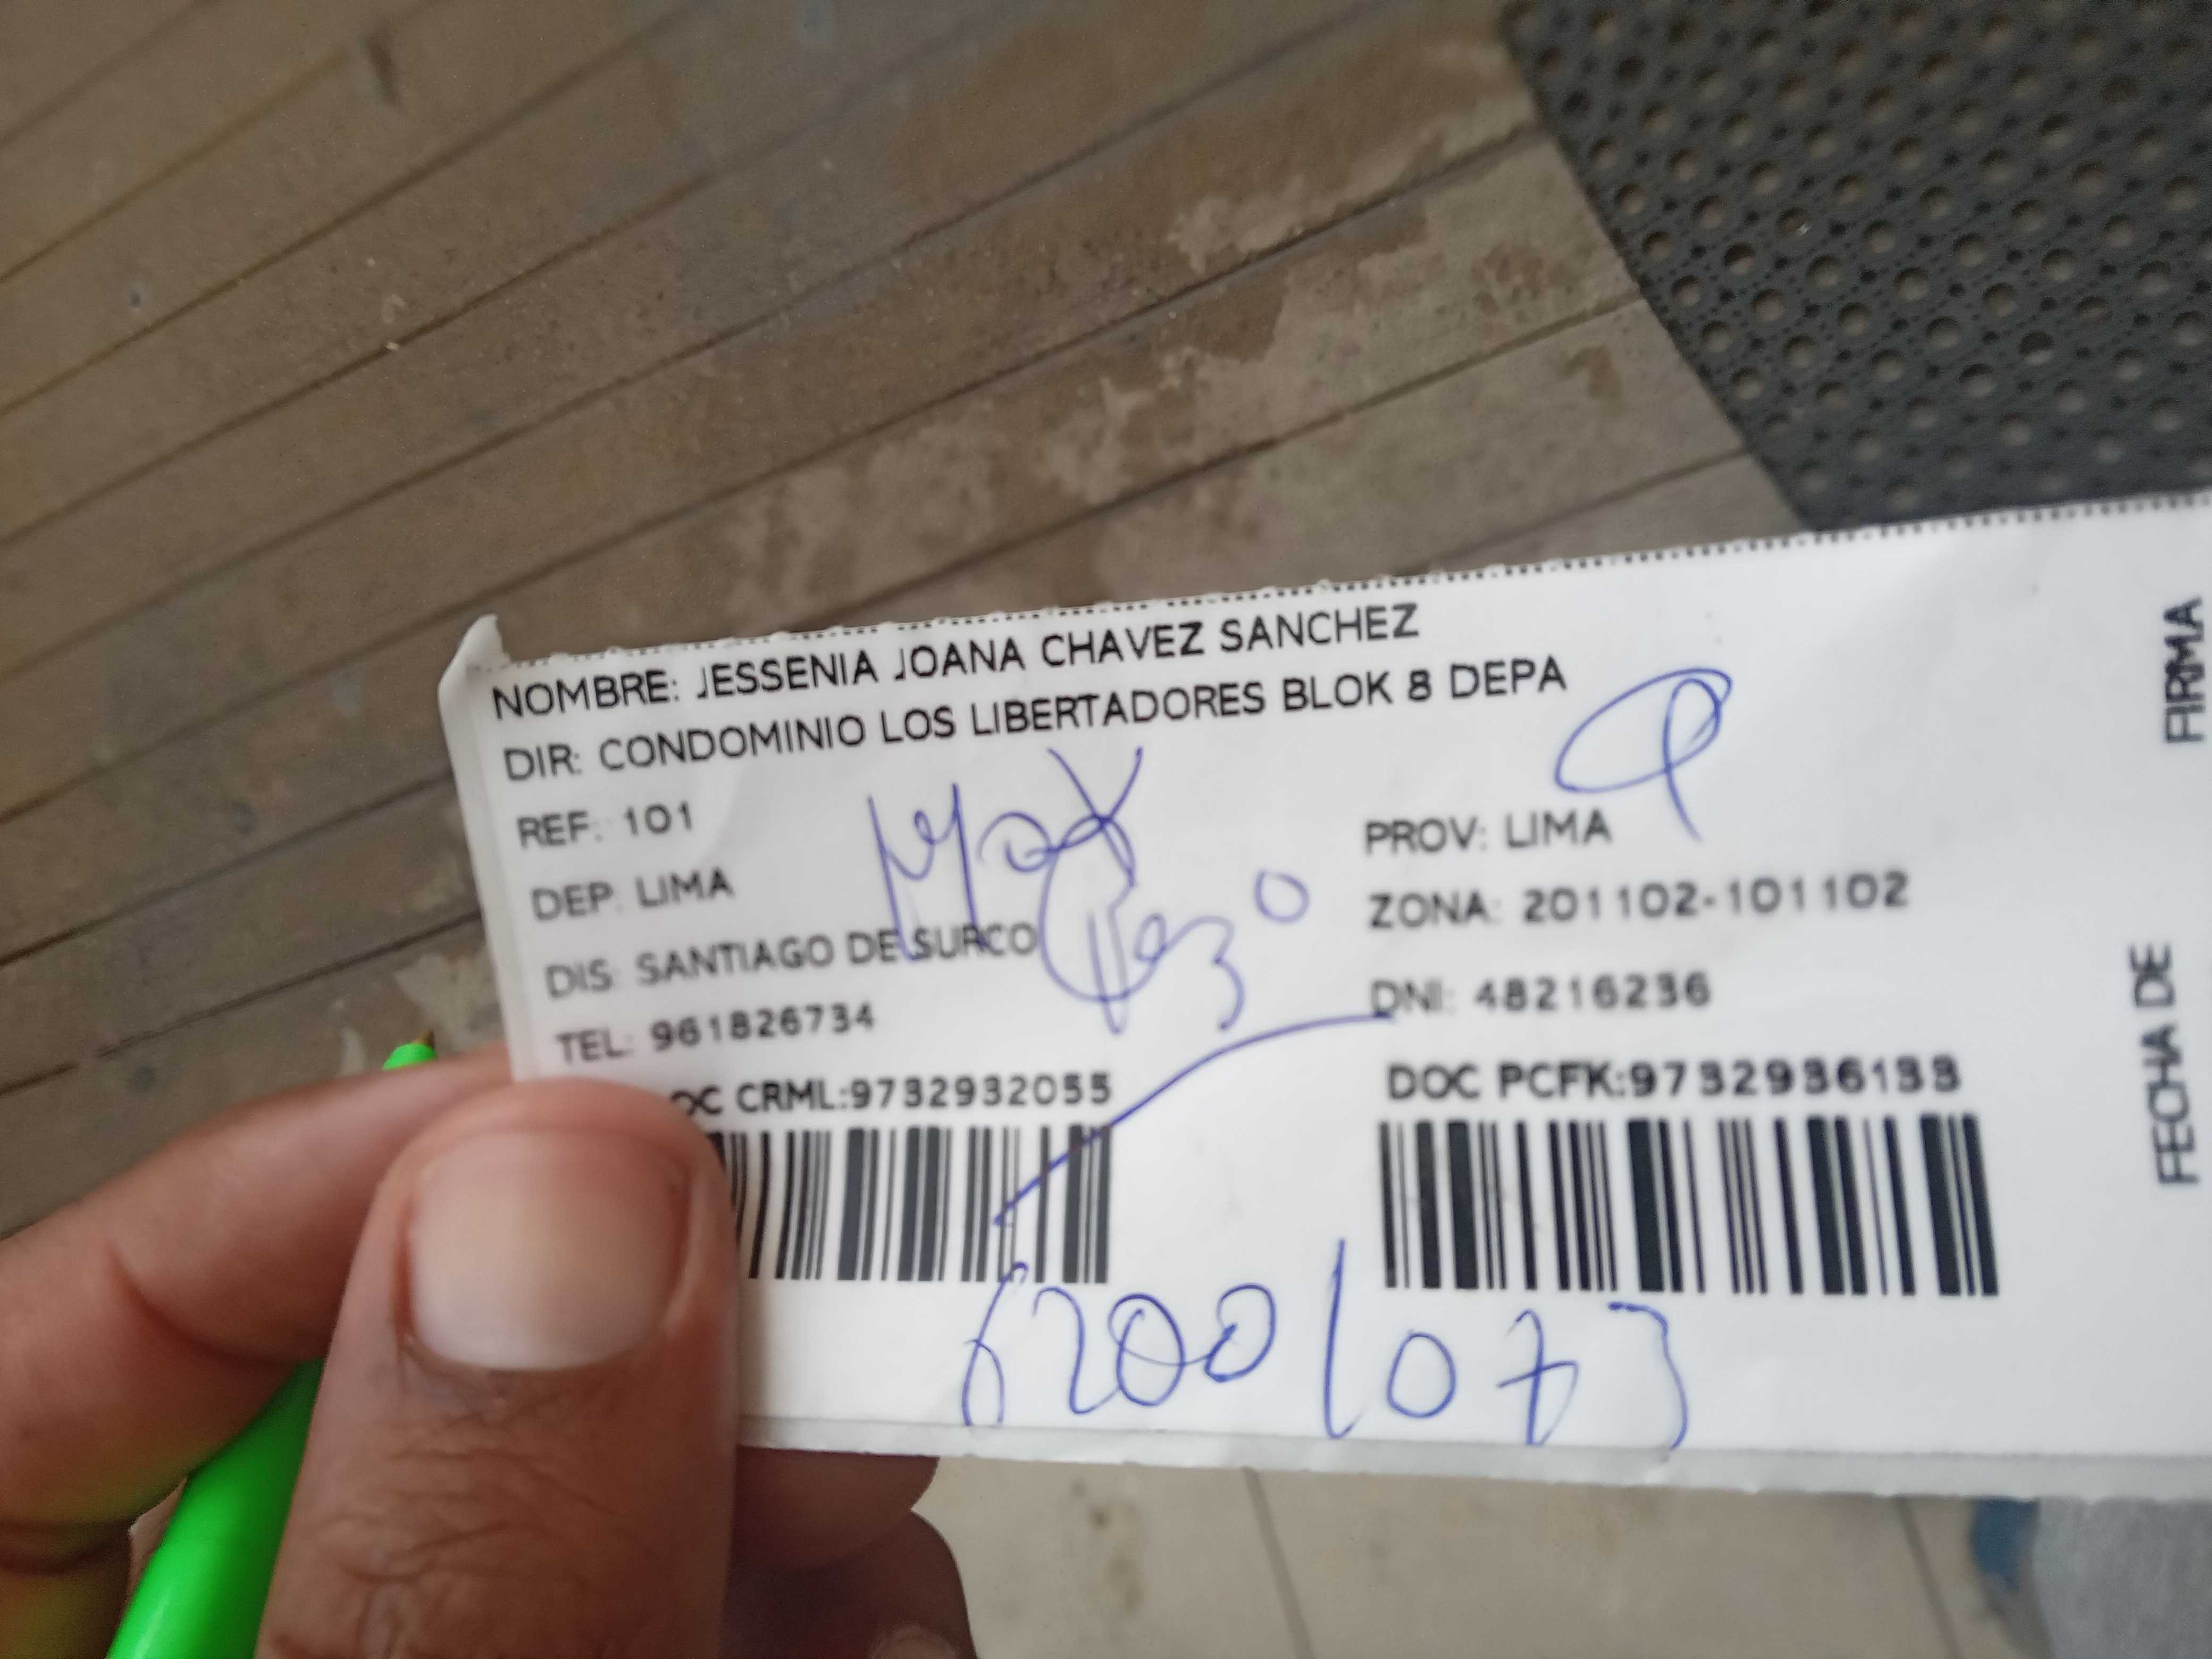 NOMBRE: JESSENIA JOANA CHAVEZ SANCHEZ
DIR: CONDOMINIO LOS LIBERTADORES BLOK 8 DEPA
REF: 101
PROV: LIMA
DEP: LIMA
ZONA: 201102-101102
DIS: SANTIAGO DE SURCO
DNI: 48216236
TEL: 961826734
OC CRML:9732932055
DOC PCFK:9732936133
Max
62001073
FIRMA
FECHA DE